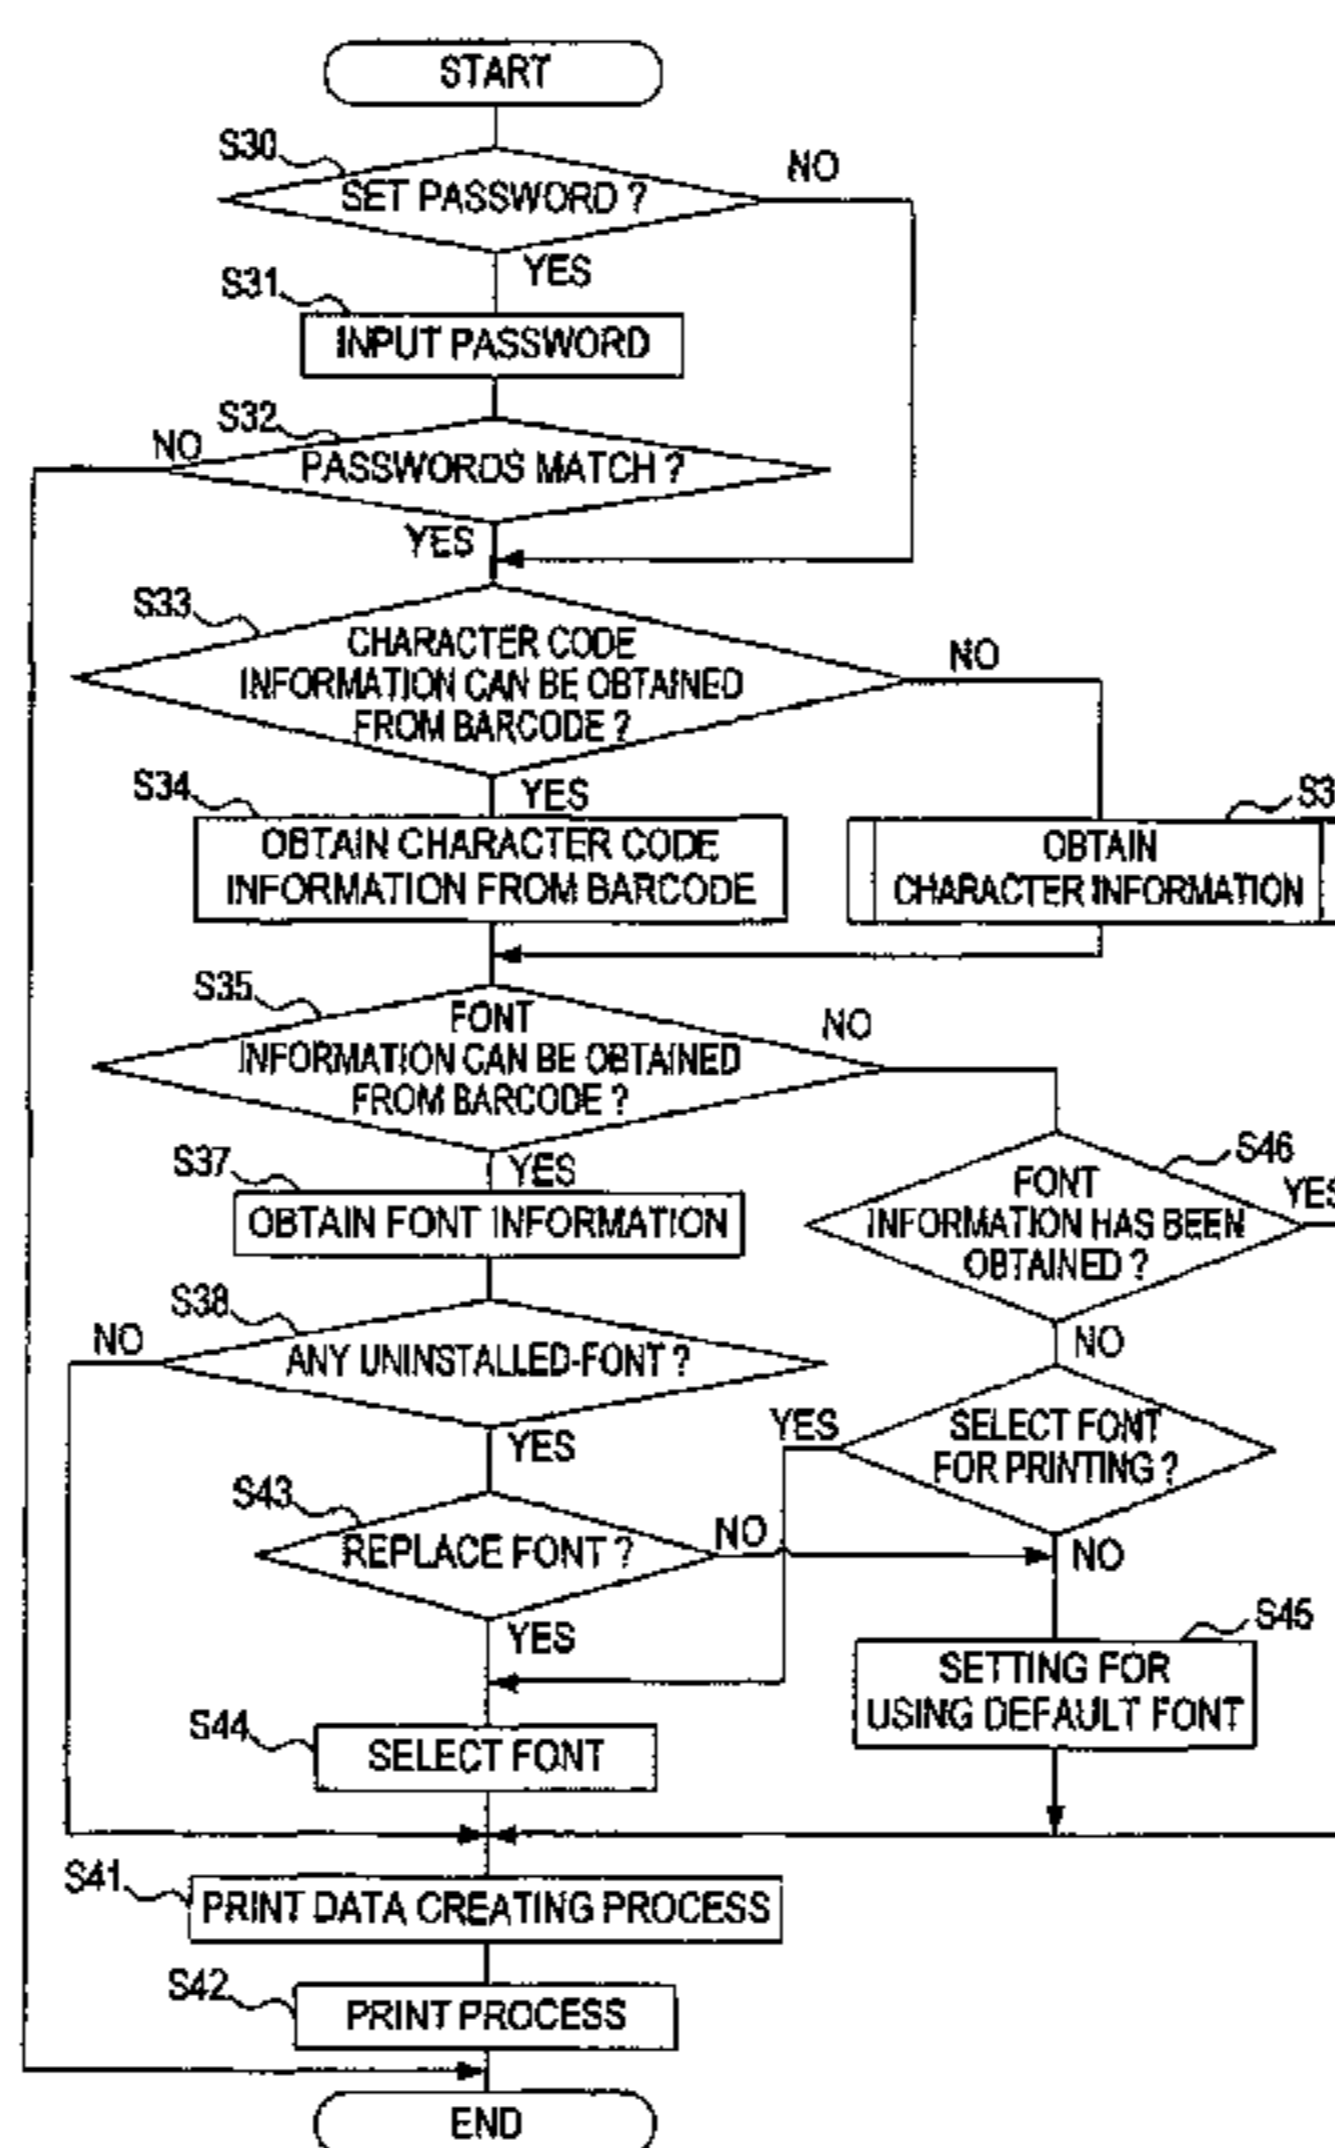 START
S30
SET PASSWORD ?
NO
YES
S31
INPUT PASSWORD
S32
NO
PASSWORDS MATCH ?
YES
S33
CHARACTER CODE
INFORMATION CAN BE OBTAINED
FROM BARCODE ?
NO
YES
S34
OBTAIN CHARACTER CODE
INFORMATION FROM BARCODE
OBTAIN
CHARACTER INFORMATION
S35
FONT
INFORMATION CAN BE OBTAINED
FROM BARCODE ?
NO
YES
S37
OBTAIN FONT INFORMATION
S46
FONT
INFORMATION HAS BEEN
OBTAINED ?
YES
NO
S38
NO
ANY UNINSTALLED-FONT ?
YES
SELECT FONT
FOR PRINTING ?
YES
NO
S43
REPLACE FONT ?
NO
YES
S45
SETTING FOR
USING DEFAULT FONT
S44
SELECT FONT
S41
PRINT DATA CREATING PROCESS
S42
PRINT PROCESS
END